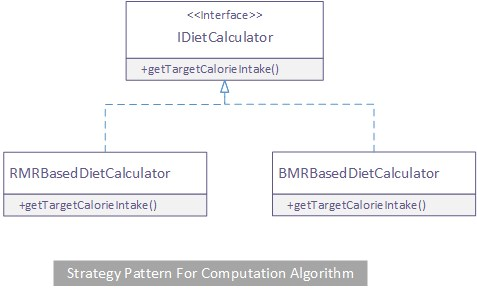 <<Interface>>
IDietCalculator
+getTargetCalorieIntake()
RMRBasedDietCalculator
+getTargetCalorieIntake()
BMRBasedDietCalculator
+getTargetCalorieIntake()
Strategy Pattern For Computation Algorithm